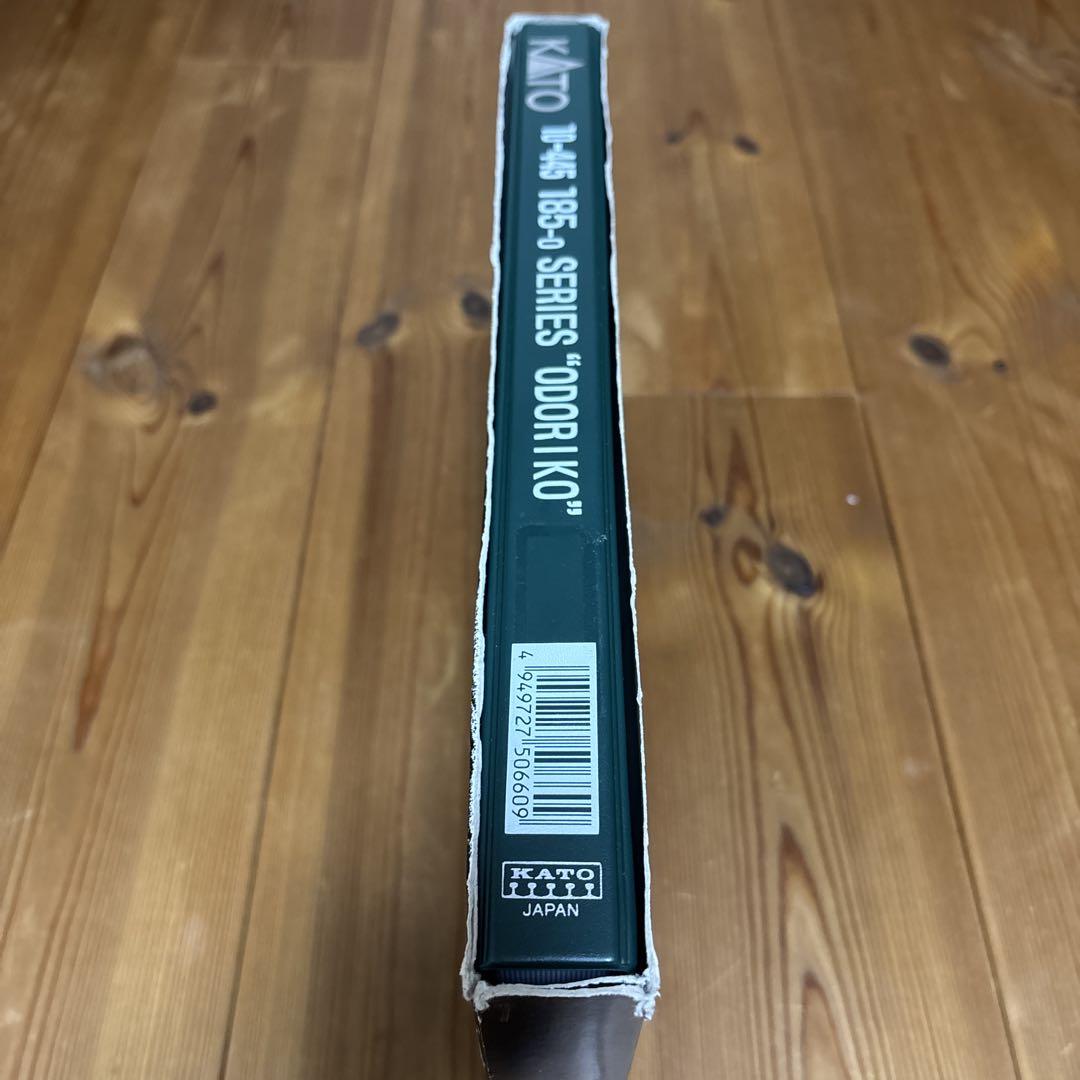 KATO 10-445 185-0 SERIES “ODORIKO”
4 949727 506609
KATO
JAPAN